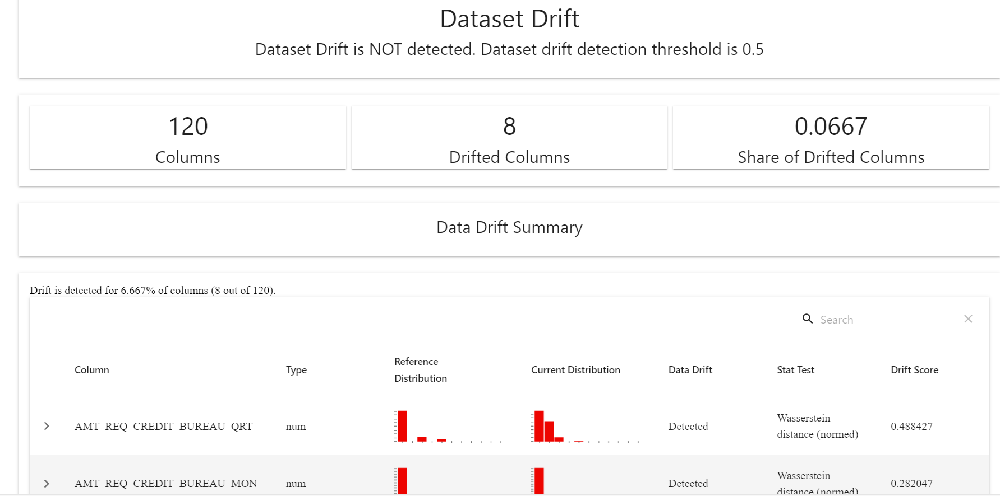 Dataset Drift
Dataset Drift is NOT detected. Dataset drift detection threshold is 0.5
120
Columns
8
Drifted Columns
0.0667
Share of Drifted Columns
Data Drift Summary
Drift is detected for 6.667% of columns (8 out of 120).
Search
Column
Type
Reference
Distribution
Current Distribution
Data Drift
Stat Test
Drift Score
AMT_REQ_CREDIT_BUREAU_QRT
num
Detected
Wasserstein
distance (normed)
0.488427
AMT_REQ_CREDIT_BUREAU_MON
num
Detected
Wasserstein
distance (normed)
0.282047